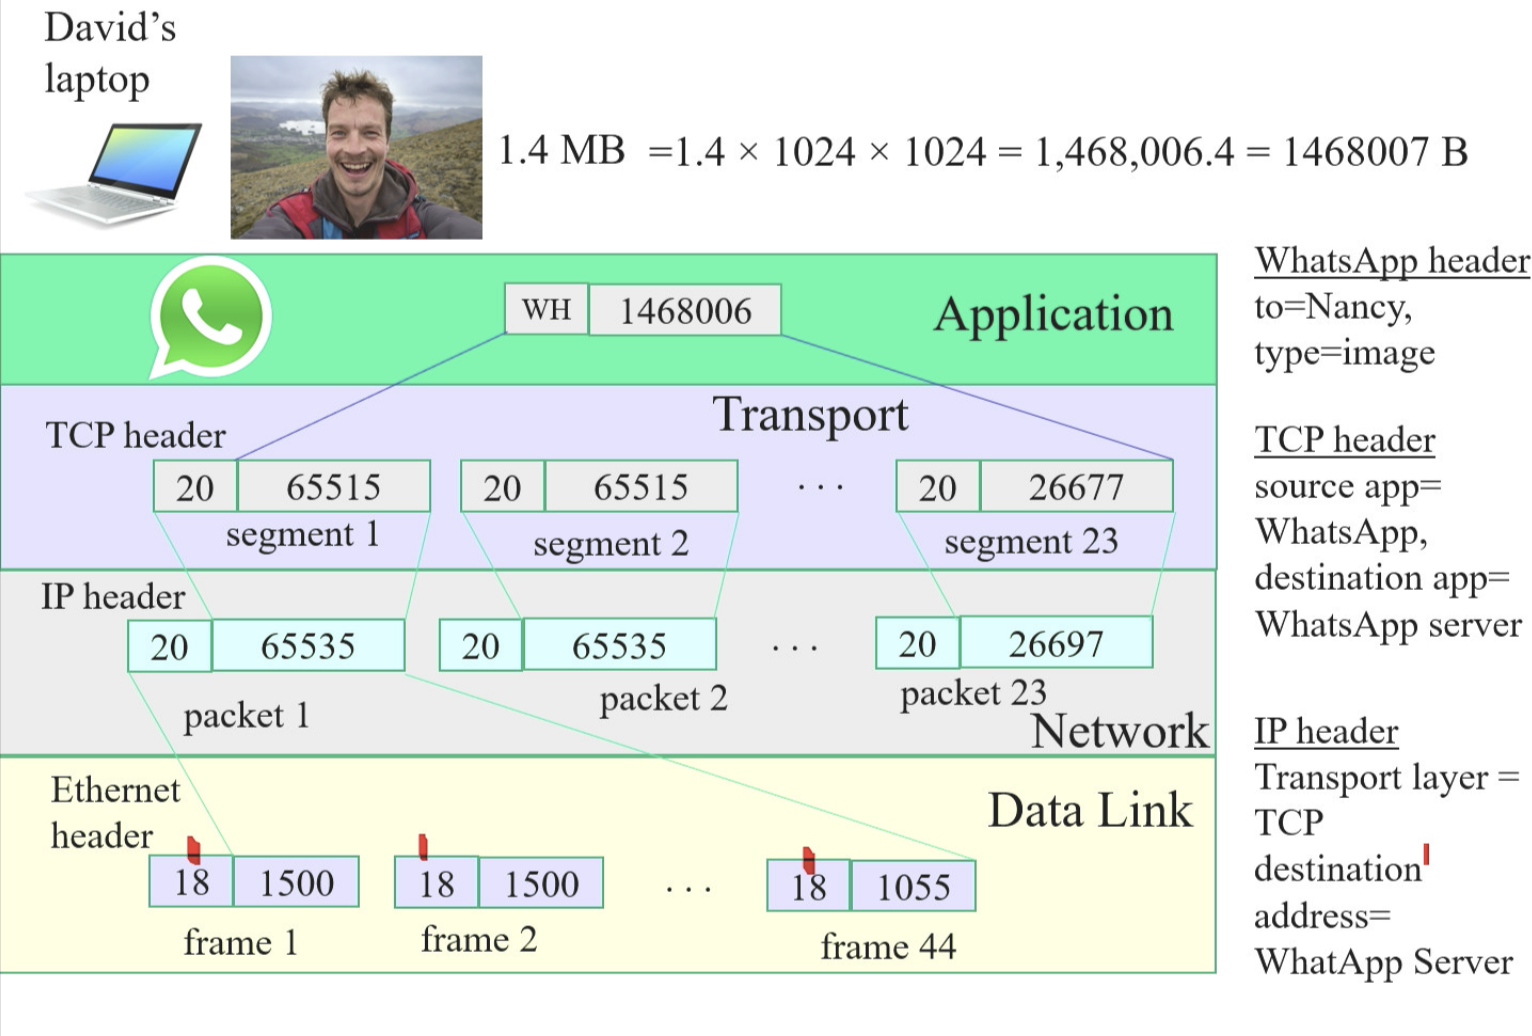 David’s
laptop
1.4 MB =1.4 × 1024 × 1024 = 1,468,006.4 = 1468007 B
WH 1468006
Application
WhatsApp header
to=Nancy,
type=image
Transport
TCP header
20 65515 20 65515 . . . 20 26677
segment 1 segment 2 segment 23
TCP header
source app=
WhatsApp,
destination app=
WhatsApp server
IP header
20 65535 20 65535 . . . 20 26697
packet 1 packet 2 packet 23
Network
IP header
Transport layer =
TCP
destination
address=
WhatApp Server
Ethernet
header
Data Link
18 1500 18 1500 . . . 18 1055
frame 1 frame 2 frame 44